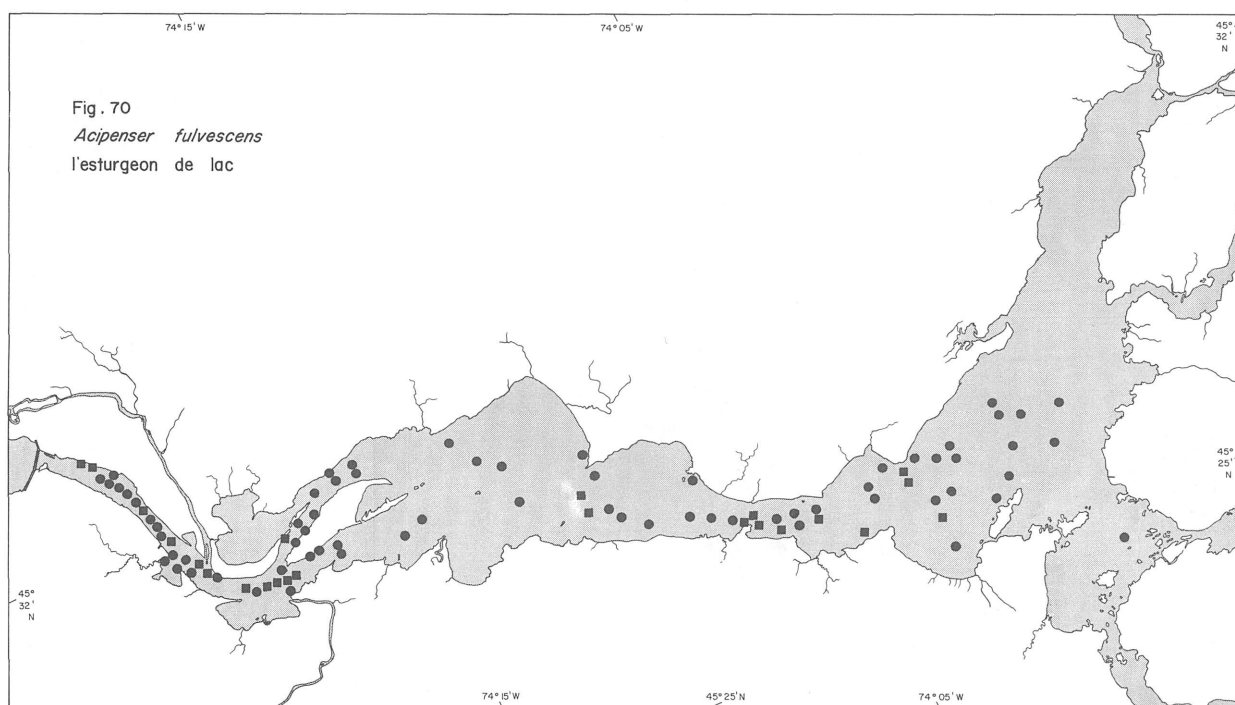 74°15' W
74°05' W
45°
32'
N
Fig. 70
Acipenser fulvescens
l'esturgeon de lac
45°
25'
N
45°
32'
N
74°15' W
45°25' N
74°05' W